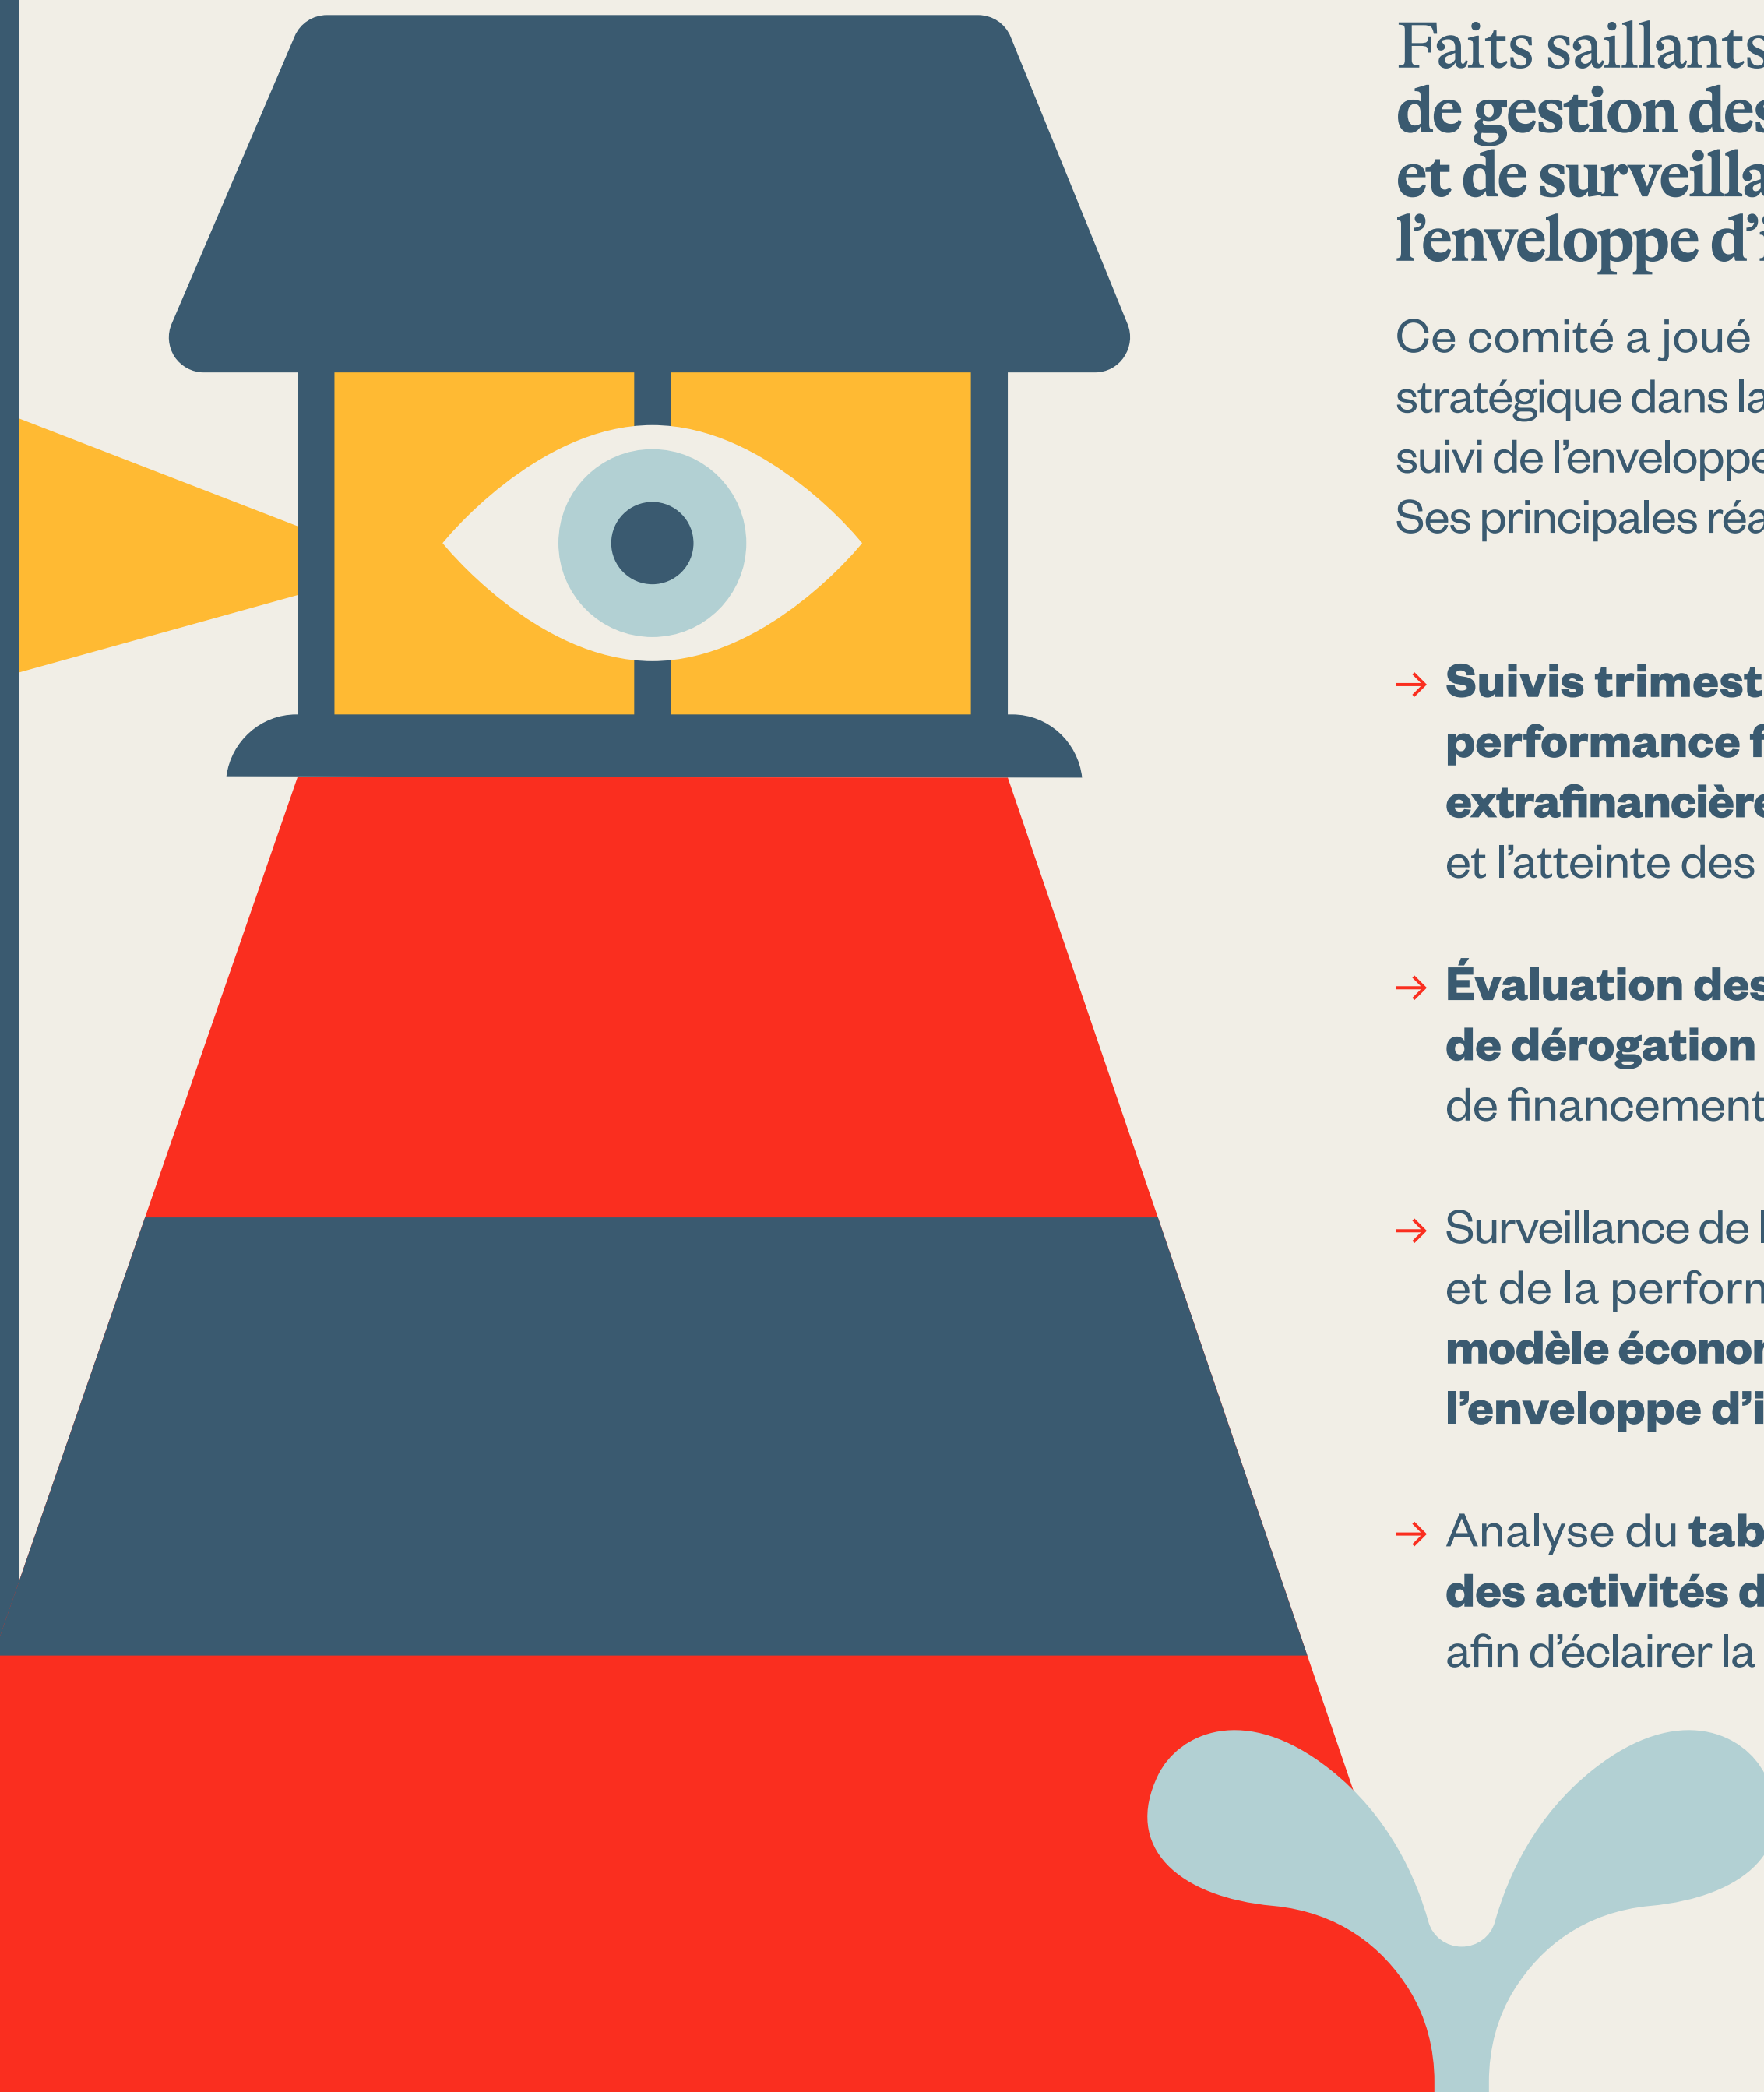 Faits saillants
de gestion des
et de surveilla
l’enveloppe d’i
Ce comité a joué
stratégique dans la
suivi de l’enveloppe
Ses principales réa
→ Suivis trimest
performance f
extrafinancière
et l’atteinte des
→ Évaluation des
de dérogation
de financement
→ Surveillance de l
et de la perform
modèle éconon
l’enveloppe d’i
→ Analyse du tab
des activités d
afin d’éclairer la